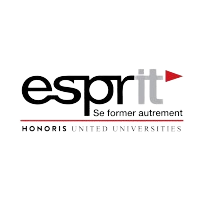 esprit
Se former autrement
HONORIS UNITED UNIVERSITIES